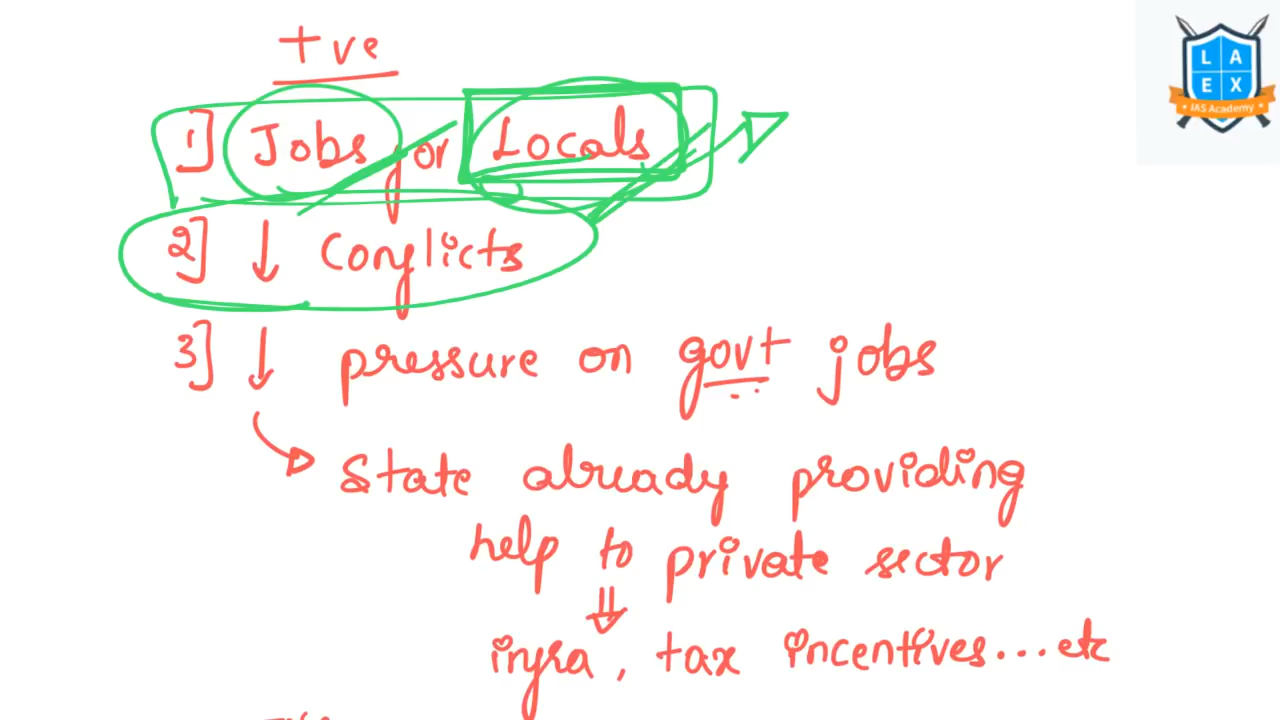 +ve
1] Jobs for Locals
2] ↓ Conflicts
3] ↓ pressure on govt jobs
State already providing
help to private sector
⇓
infra, tax incentives...etc
L A
E X
IAS Academy